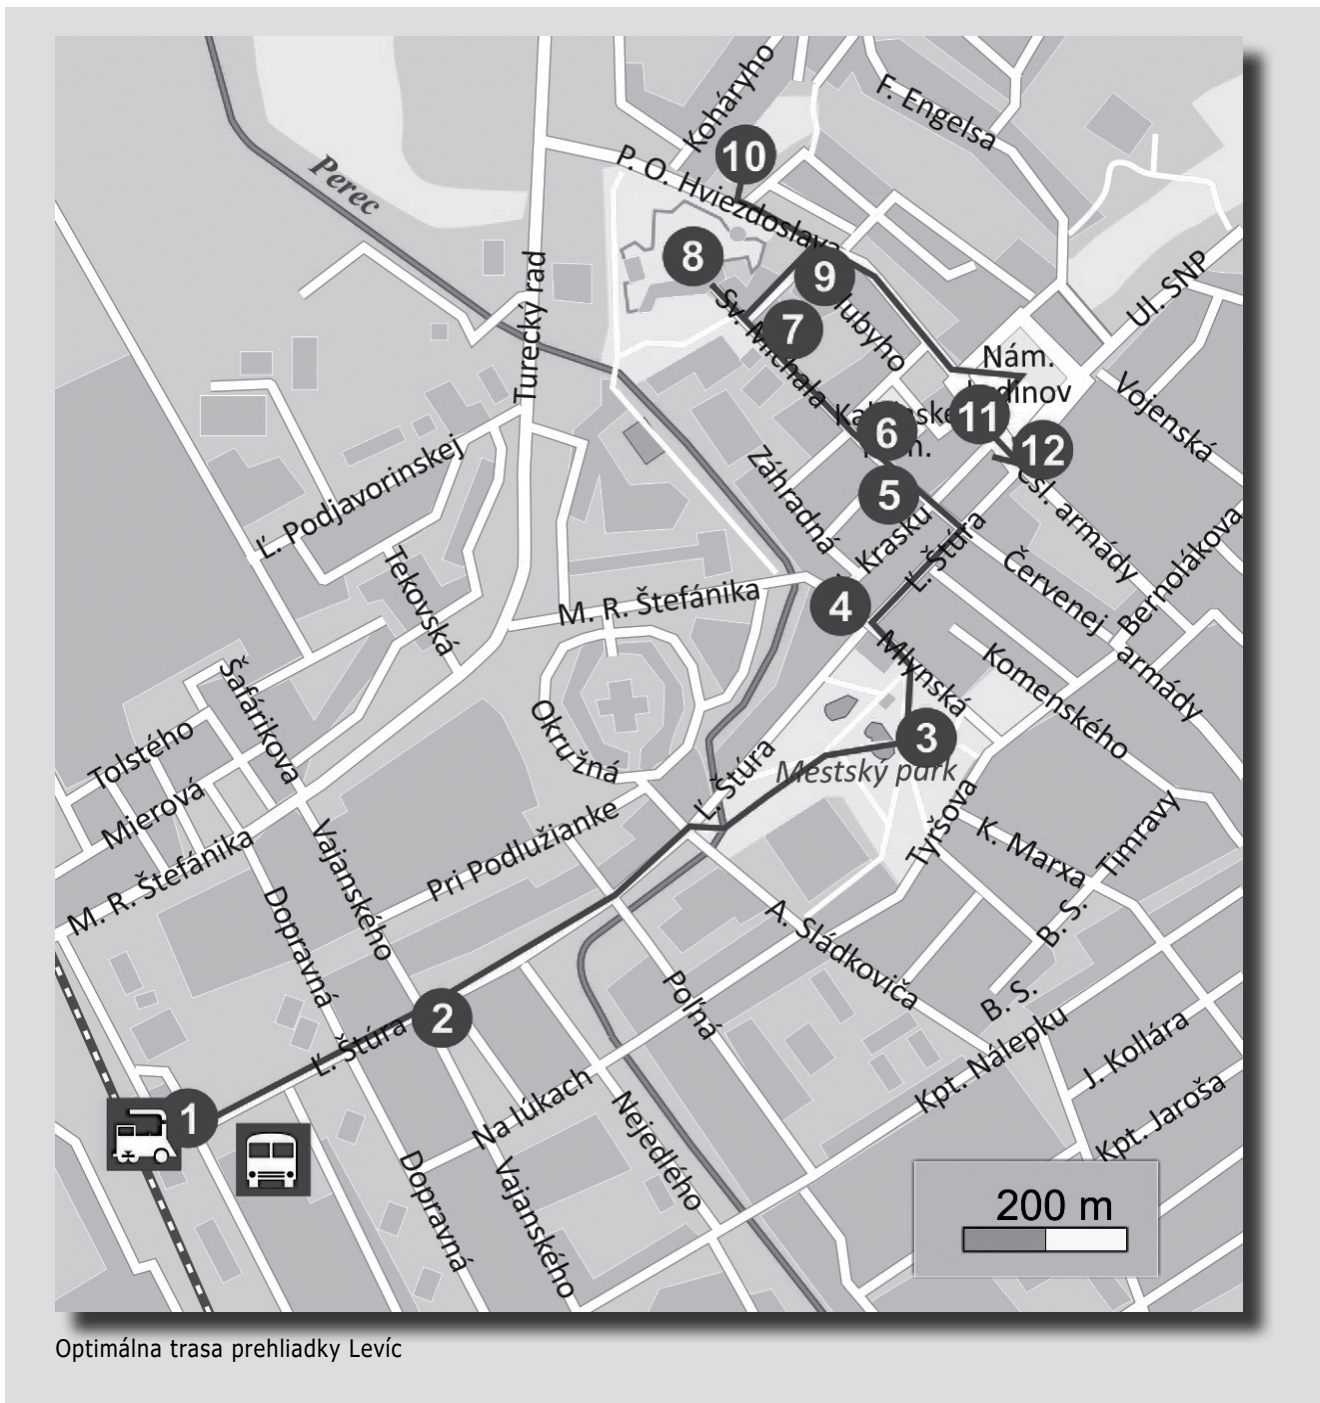 Koháryho
F. Engelsa
10
P. O. Hviezdoslava
Perec
8
9
7
Sv. Michala
Turecký rad
Ul. SNP
Nám.
11
6
12
5
Vojenská
Ľ. Podjavorinskej
Záhradná
Krasku
Ľ. Štúra
čsl. armády
Bernolákova
Tekovská
M. R. Štefánika
4
Červenej
armády
Mlynská
Komenského
Šafárikova
Okružná
3
Mestský park
Tolstého
Mierová
M. R. Štefánika
Ľ. Štúra
Tyršova
K. Marxa
B. S. Timravy
Vajanského
Pri Podlužianke
Dopravná
A. Sládkoviča
B. S.
2
Ľ. Štúra
Poľná
Kpt. Nálepku
J. Kollára
Kpt. Jaroša
1
Na lúkach
Nejedlého
Dopravná
Vajanského
200 m
Optimálna trasa prehliadky Levíc